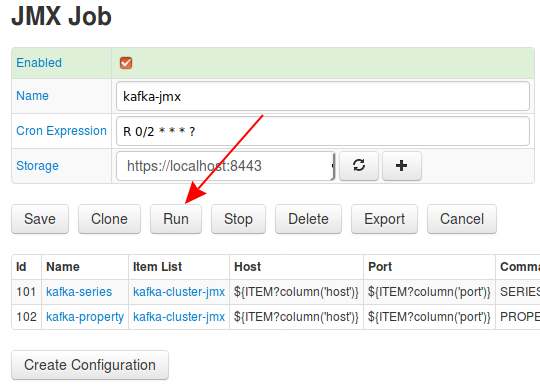 JMX Job
Enabled
Name kafka-jmx
Cron Expression R 0/2 * * * ?
Storage https://localhost:8443
Save Clone Run Stop Delete Export Cancel
Id Name Item List Host Port Comma
101 kafka-series kafka-cluster-jmx ${ITEM?column('host')} ${ITEM?column('port')} SERIES
102 kafka-property kafka-cluster-jmx ${ITEM?column('host')} ${ITEM?column('port')} PROPE
Create Configuration